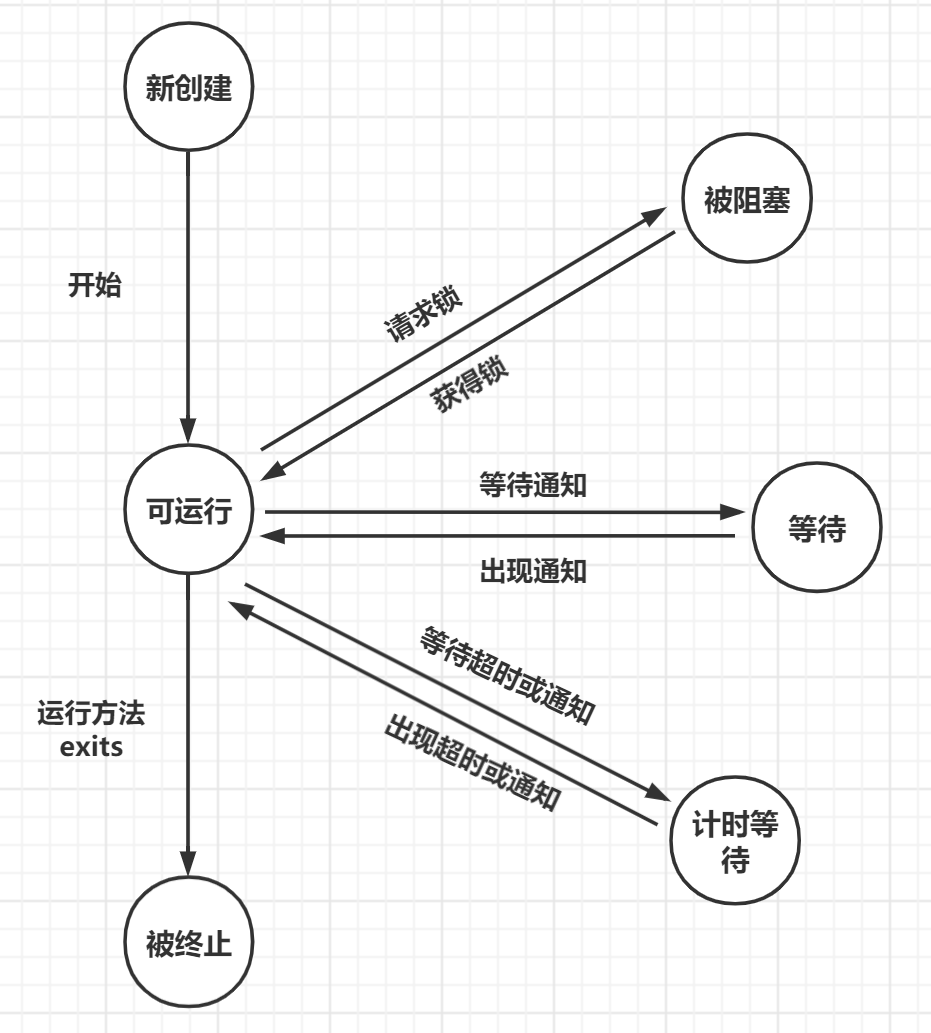 新创建
被阻塞
开始
请求锁
获得锁
等待通知
可运行
等待
出现通知
等待超时或通知
运行方法
exits
出现超时或通知
计时等
待
被终止